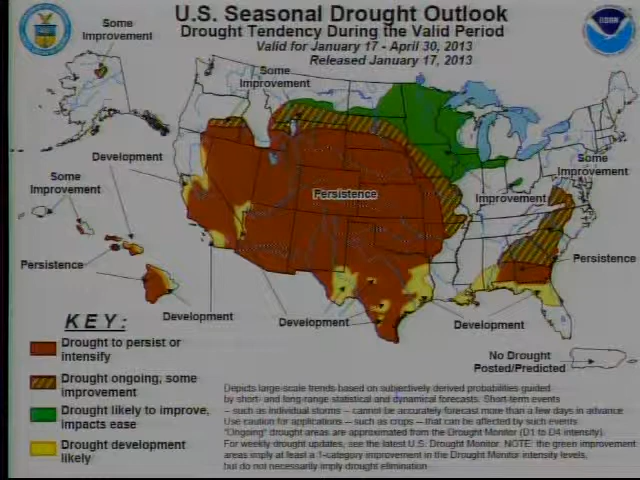 U.S. Seasonal Drought Outlook
Drought Tendency During the Valid Period
Valid for January 17 - April 30, 2013
Released January 17, 2013
Some
Improvement
Some
Improvement
Development
Some
Improvement
Some
Improvement
Persistence
Improvement
Persistence
Persistence
Development
Development
Development
No Drought
Posted/Predicted
KEY:
Drought to persist or
intensify
Drought ongoing, some
improvement
Drought likely to improve,
impacts ease
Drought development
likely
Depicts large-scale trends based on subjectively derived probabilities guided
by short- and long-range statistical and dynamical forecasts. Short-term events
-- such as individual storms -- cannot be accurately forecast more than a few days in advance.
Use caution for applications -- such as crops -- that can be affected by such events.
"Ongoing" drought areas are approximated from the Drought Monitor (D1 to D4 intensity).
For weekly drought updates, see the latest U.S. Drought Monitor. NOTE: the green improvement
areas imply at least a 1-category improvement in the Drought Monitor intensity levels,
but do not necessarily imply drought elimination.